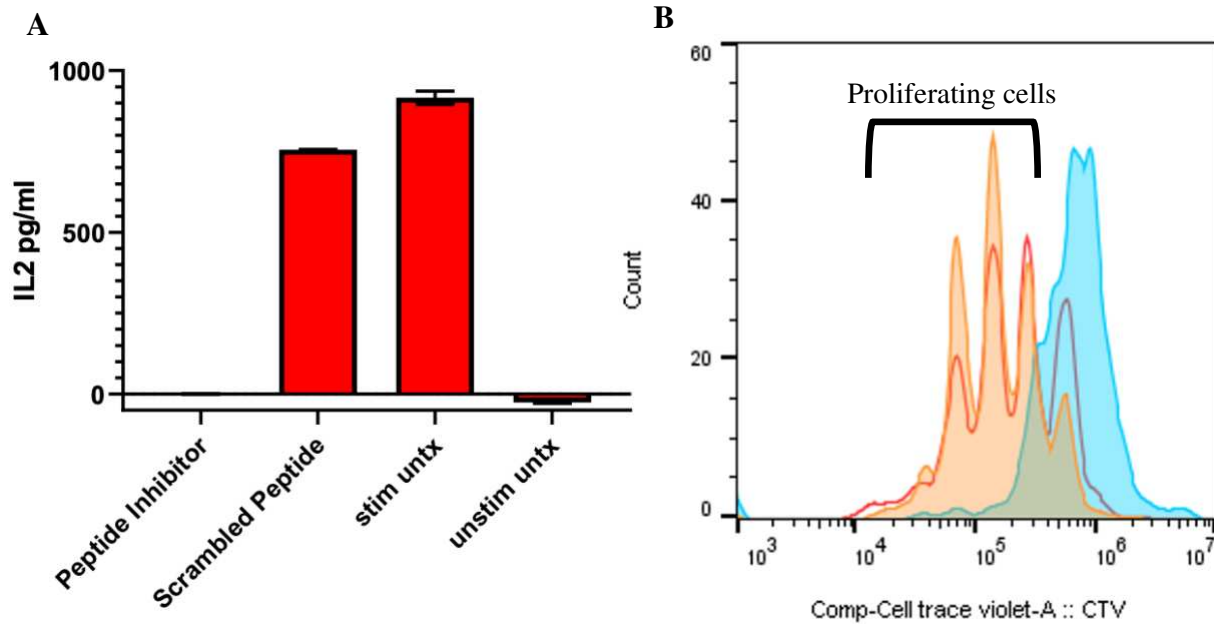 A
1000
500
0
IL2 pg/ml
Peptide Inhibitor
Scrambled Peptide
stim untx
unstim untx
B
Proliferating cells
60
40
20
0
Count
10^3
10^4
10^5
10^6
10^7
Comp-Cell trace violet-A :: CTV